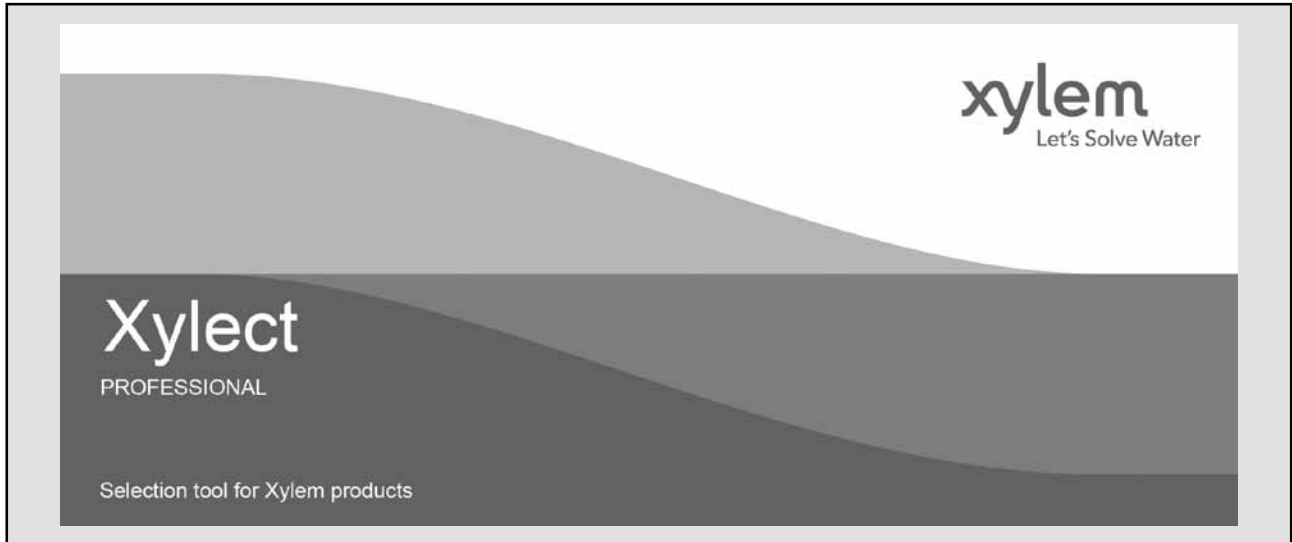 xylem
Let's Solve Water
Xylect
PROFESSIONAL
Selection tool for Xylem products